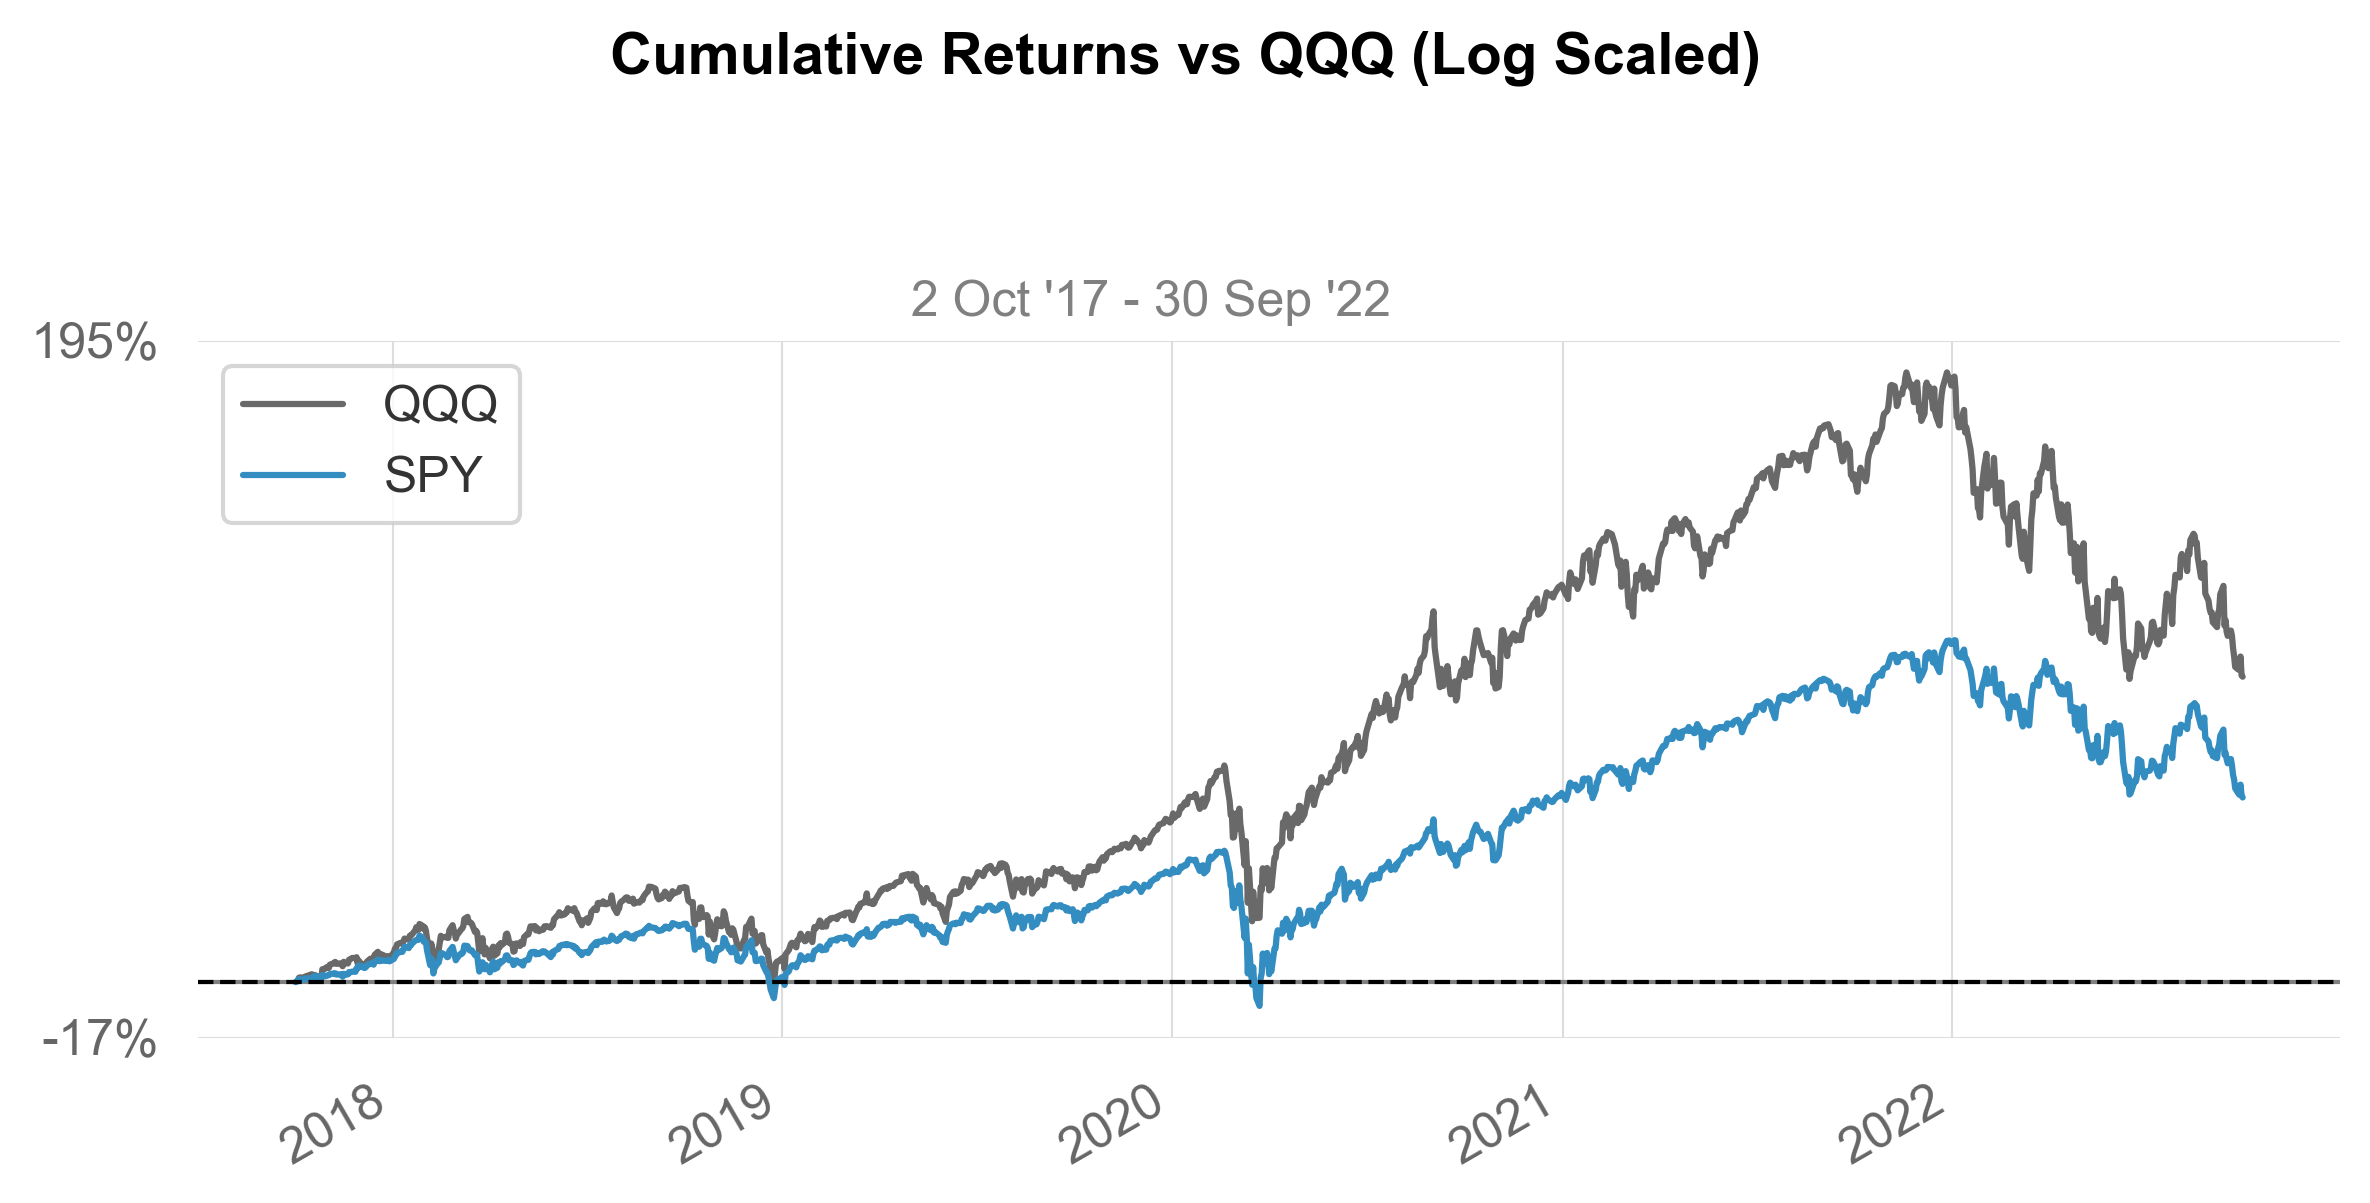 Cumulative Returns vs QQQ (Log Scaled)
2 Oct '17 - 30 Sep '22
195%
QQQ
SPY
-17%
2018
2019
2020
2021
2022